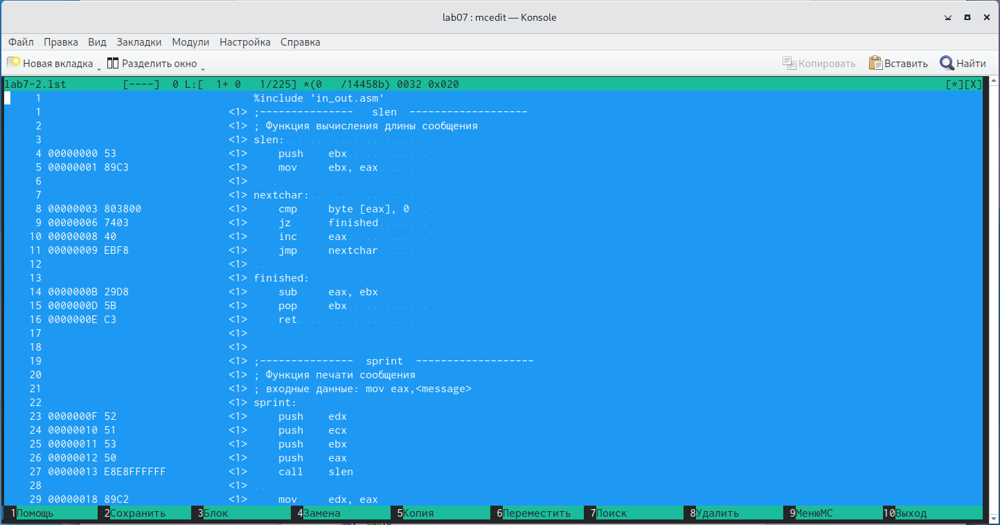 lab07 : mcedit — Konsole
Файл Правка Вид Закладки Модули Настройка Справка
Новая вкладка Разделить окно Копировать Вставить Найти
lab7-2.lst [----] 0 L:[ 1+ 0 1/225] *(0 /14458b) 0032 0x020 [*][X]
1 %include 'in_out.asm'
1 <1> ;--------------- slen -------------------
2 <1> ; Функция вычисления длины сообщения
3 <1> slen:.....................
4 00000000 53 <1> push ebx.............
5 00000001 89C3 <1> mov ebx, eax........
6 <1>.....
7 <1> nextchar:...................
8 00000003 803800 <1> cmp byte [eax], 0...
9 00000006 7403 <1> jz finished........
10 00000008 40 <1> inc eax.............
11 00000009 EBF8 <1> jmp nextchar........
12 <1>.....
13 <1> finished:
14 0000000B 29D8 <1> sub eax, ebx
15 0000000D 5B <1> pop ebx.............
16 0000000E C3 <1> ret.....................
17 <1>.
18 <1>.
19 <1> ;--------------- sprint -------------------
20 <1> ; Функция печати сообщения
21 <1> ; входные данные: mov eax,<message>
22 <1> sprint:
23 0000000F 52 <1> push edx
24 00000010 51 <1> push ecx
25 00000011 53 <1> push ebx
26 00000012 50 <1> push eax
27 00000013 E8E8FFFFFF <1> call slen
28 <1>.....
29 00000018 89C2 <1> mov edx, eax
1Помощь 2Сохранить 3Блок 4Замена 5Копия 6Переместить 7Поиск 8Удалить 9МенюMC 10Выход